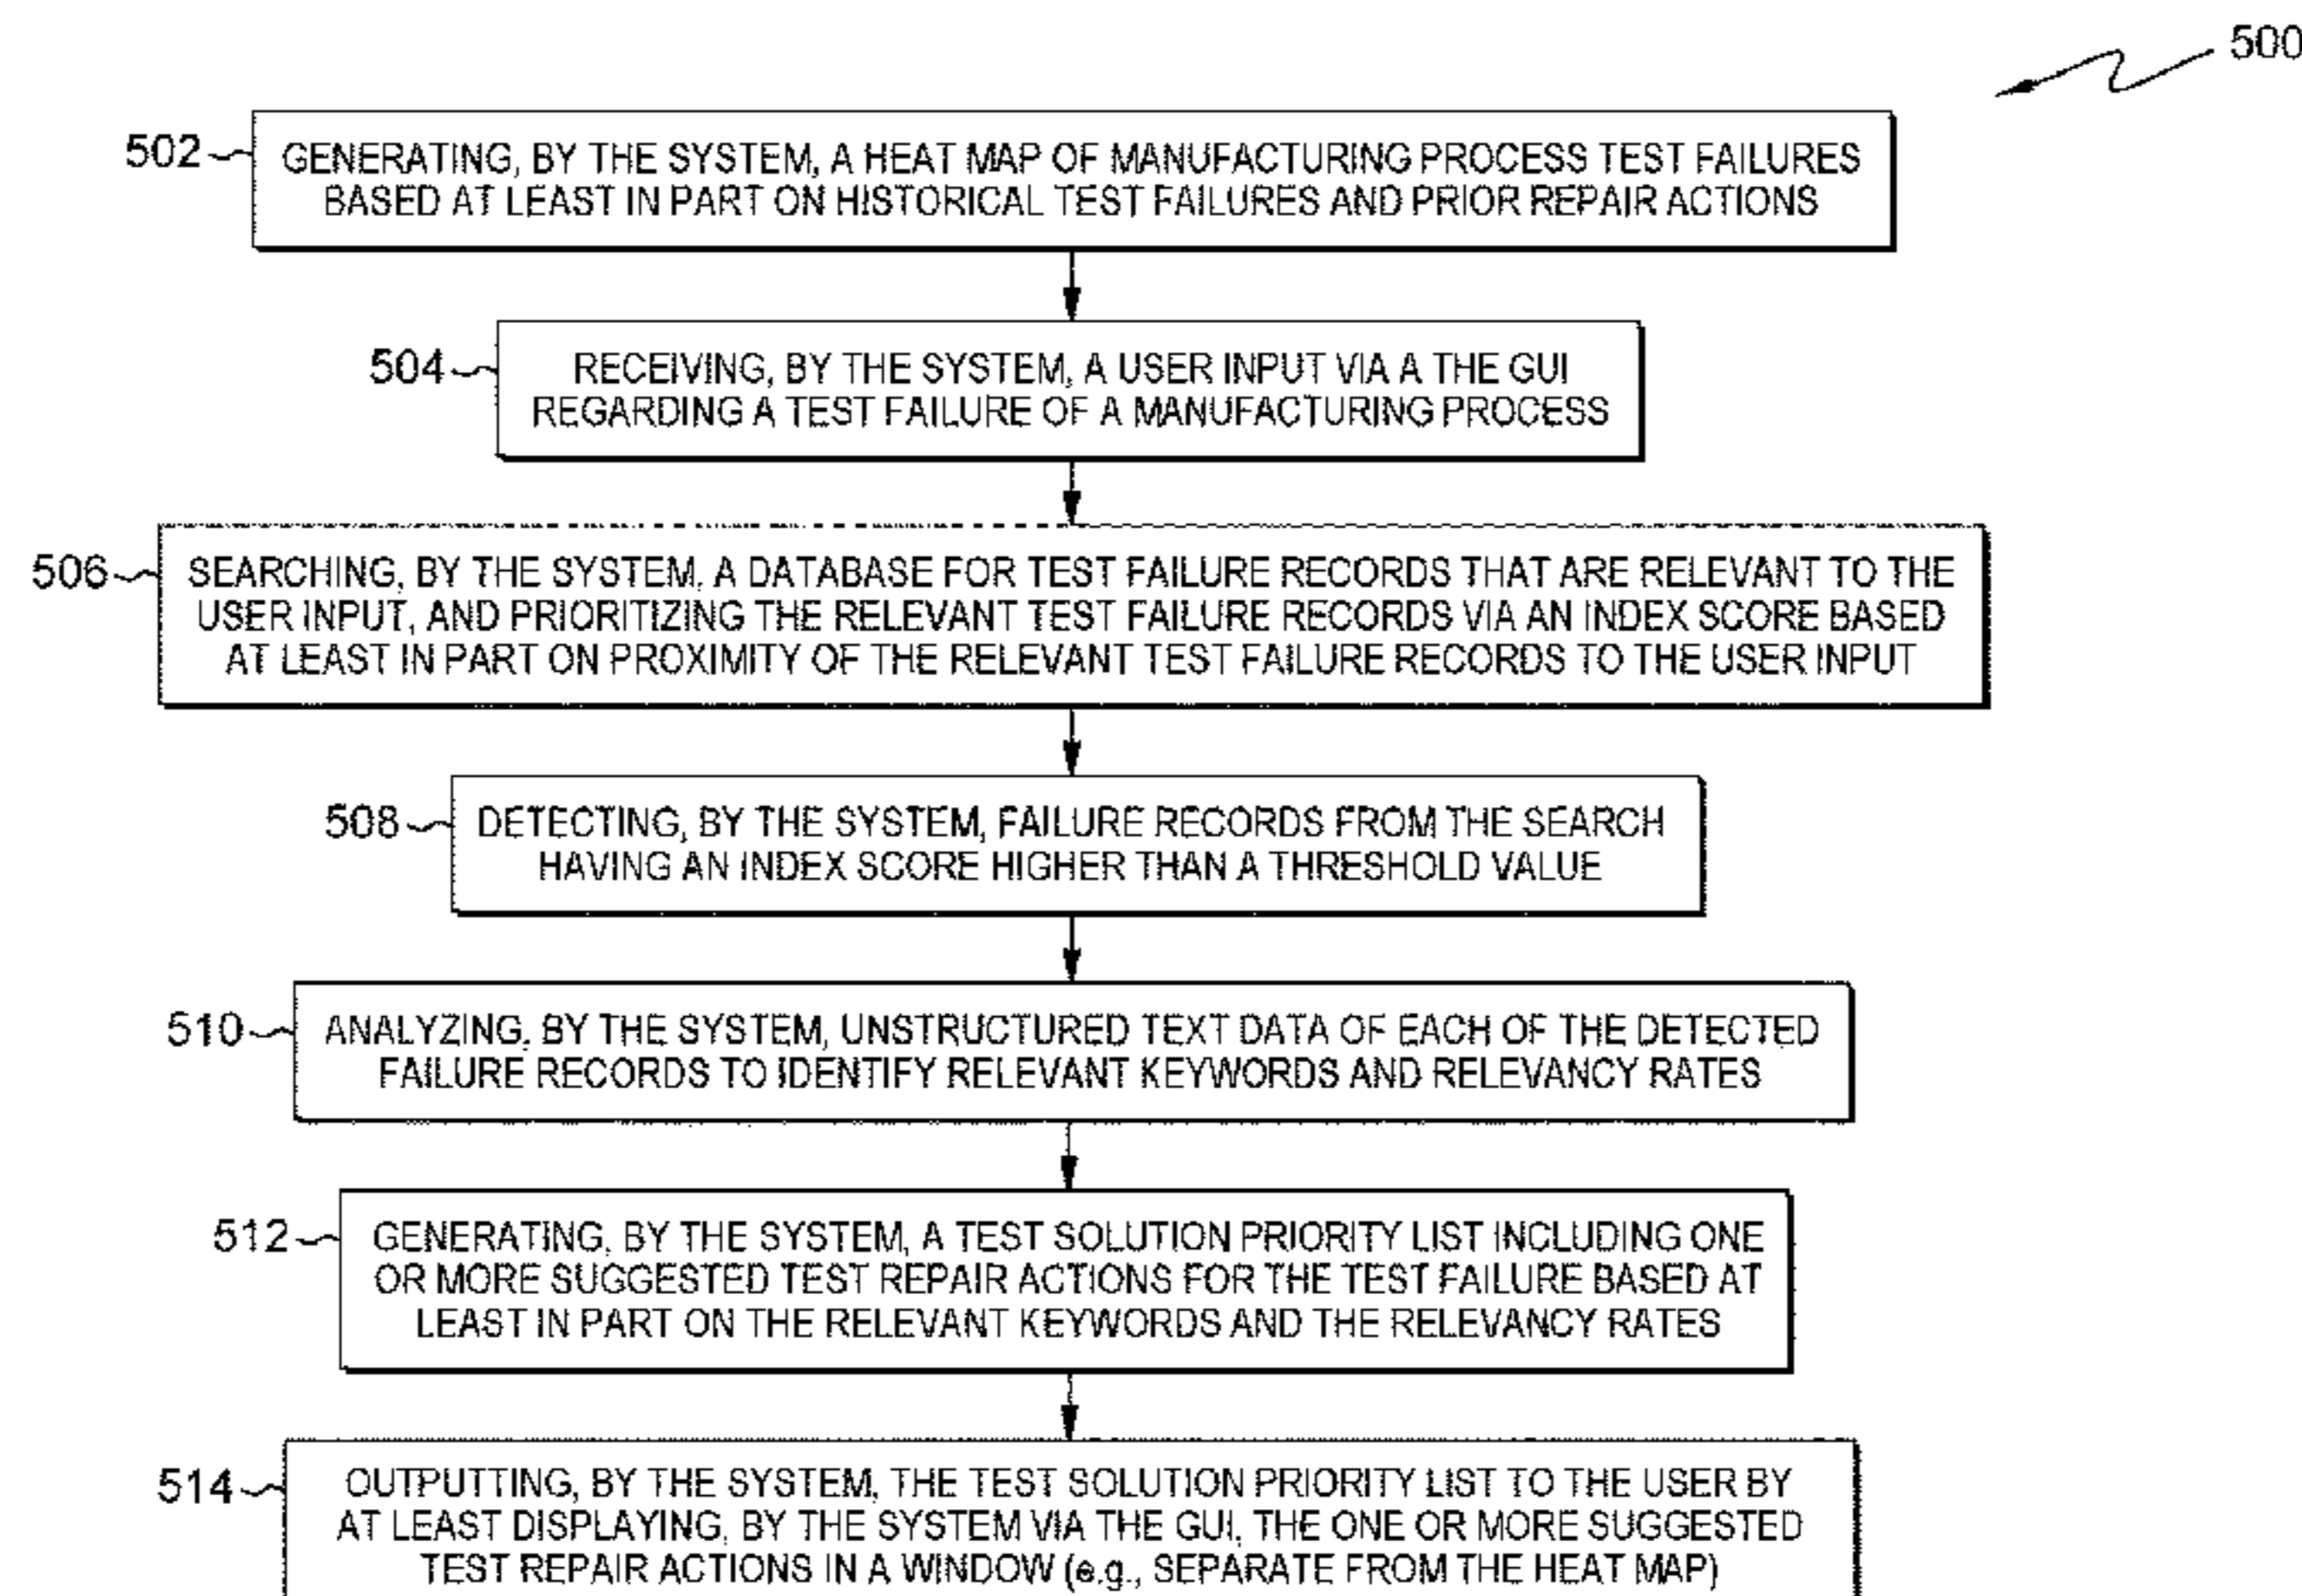 500
502
GENERATING, BY THE SYSTEM, A HEAT MAP OF MANUFACTURING PROCESS TEST FAILURES
BASED AT LEAST IN PART ON HISTORICAL TEST FAILURES AND PRIOR REPAIR ACTIONS
504
RECEIVING, BY THE SYSTEM, A USER INPUT VIA A THE GUI
REGARDING A TEST FAILURE OF A MANUFACTURING PROCESS
506
SEARCHING, BY THE SYSTEM, A DATABASE FOR TEST FAILURE RECORDS THAT ARE RELEVANT TO THE
USER INPUT, AND PRIORITIZING THE RELEVANT TEST FAILURE RECORDS VIA AN INDEX SCORE BASED
AT LEAST IN PART ON PROXIMITY OF THE RELEVANT TEST FAILURE RECORDS TO THE USER INPUT
508
DETECTING, BY THE SYSTEM, FAILURE RECORDS FROM THE SEARCH
HAVING AN INDEX SCORE HIGHER THAN A THRESHOLD VALUE
510
ANALYZING, BY THE SYSTEM, UNSTRUCTURED TEXT DATA OF EACH OF THE DETECTED
FAILURE RECORDS TO IDENTIFY RELEVANT KEYWORDS AND RELEVANCY RATES
512
GENERATING, BY THE SYSTEM, A TEST SOLUTION PRIORITY LIST INCLUDING ONE
OR MORE SUGGESTED TEST REPAIR ACTIONS FOR THE TEST FAILURE BASED AT
LEAST IN PART ON THE RELEVANT KEYWORDS AND THE RELEVANCY RATES
514
OUTPUTTING, BY THE SYSTEM, THE TEST SOLUTION PRIORITY LIST TO THE USER BY
AT LEAST DISPLAYING, BY THE SYSTEM VIA THE GUI, THE ONE OR MORE SUGGESTED
TEST REPAIR ACTIONS IN A WINDOW (e.g., SEPARATE FROM THE HEAT MAP)